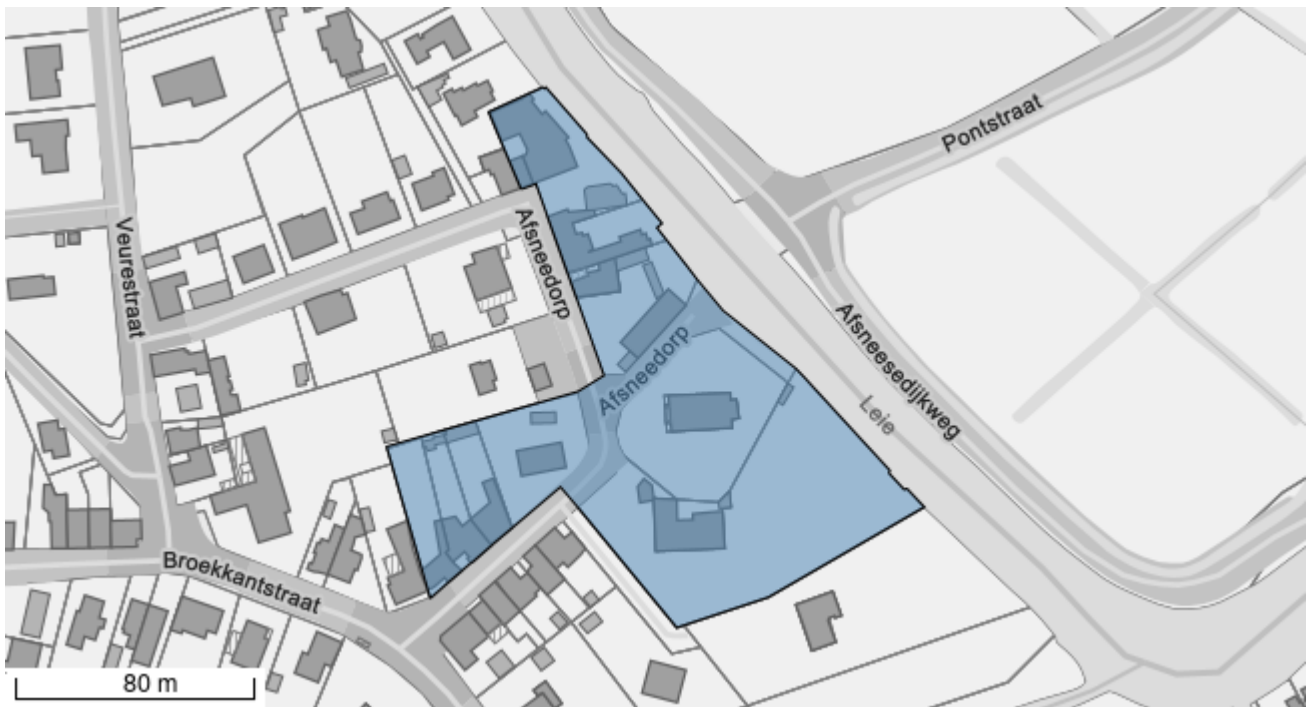 Pontstraat
Afsneedorp
Veurestraat
Afsneedorp
Afsneesedijkweg
Leie
Broekkantstraat
80 m